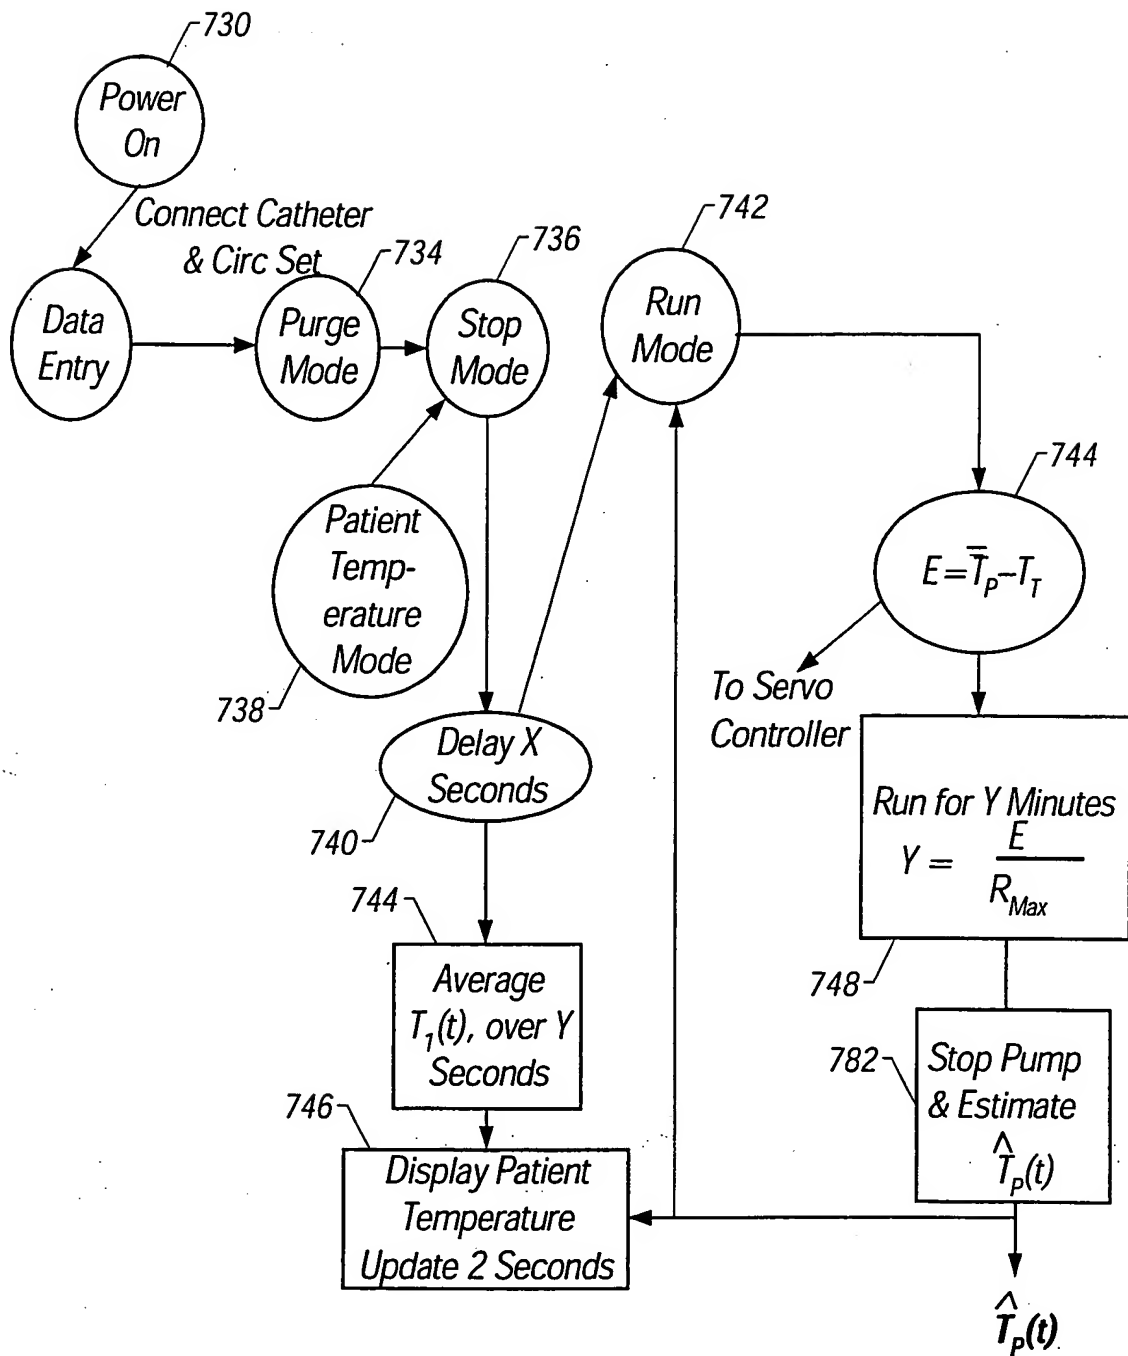 730
Power
On
Connect Catheter
& Circ Set
Data
Entry
734
Purge
Mode
736
Stop
Mode
742
Run
Mode
Patient
Temp-
erature
Mode
738
744
E = T̿_P – T_T
To Servo
Controller
Delay X
Seconds
740
Run for Y Minutes
Y = E / R_Max
748
744
Average
T_1(t), over Y
Seconds
782
Stop Pump
& Estimate
T̂_P(t)
746
Display Patient
Temperature
Update 2 Seconds
T̂_P(t)